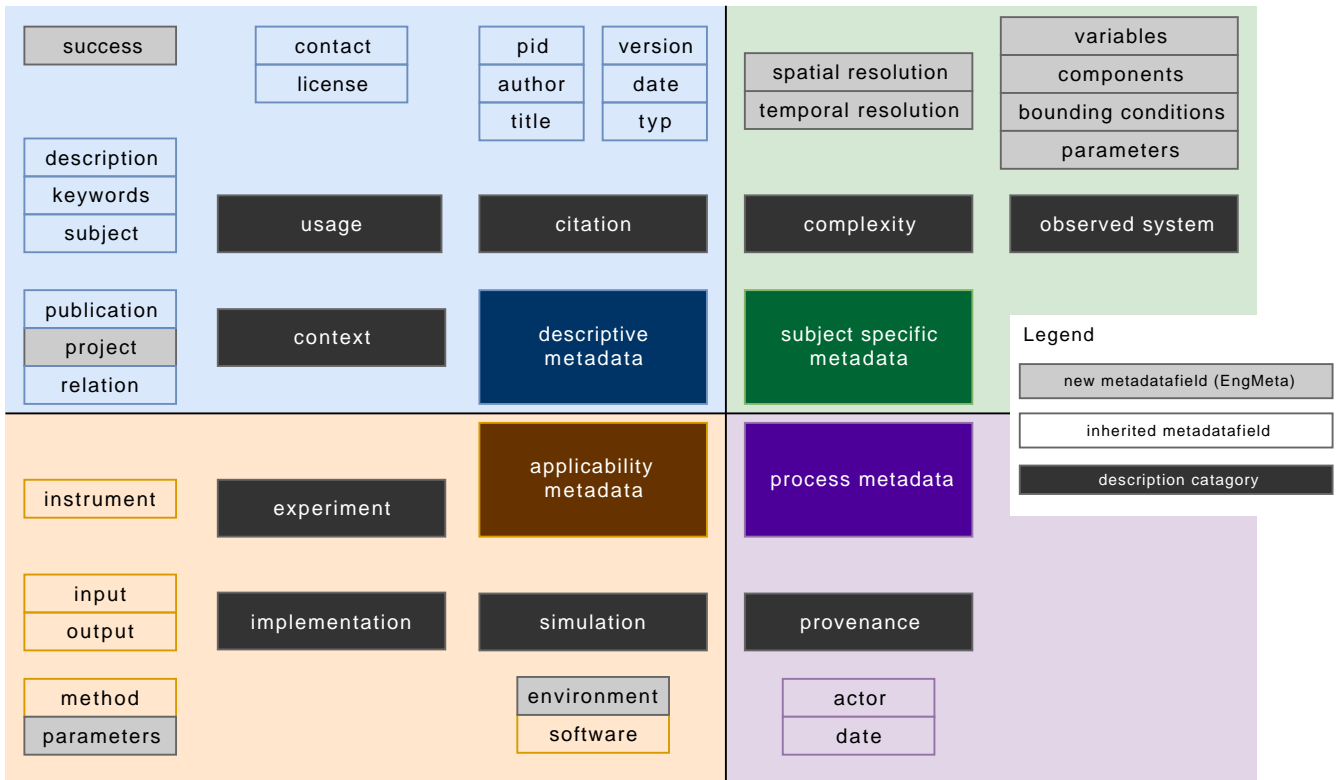 success
contact
license
pid
author
title
version
date
typ
description
keywords
subject
usage
citation
publication
project
relation
context
descriptive
metadata
spatial resolution
temporal resolution
variables
components
bounding conditions
parameters
complexity
observed system
subject specific
metadata
Legend
new metadatafield (EngMeta)
inherited metadatafield
description catagory
instrument
experiment
applicability
metadata
input
output
implementation
simulation
method
parameters
environment
software
process metadata
provenance
actor
date